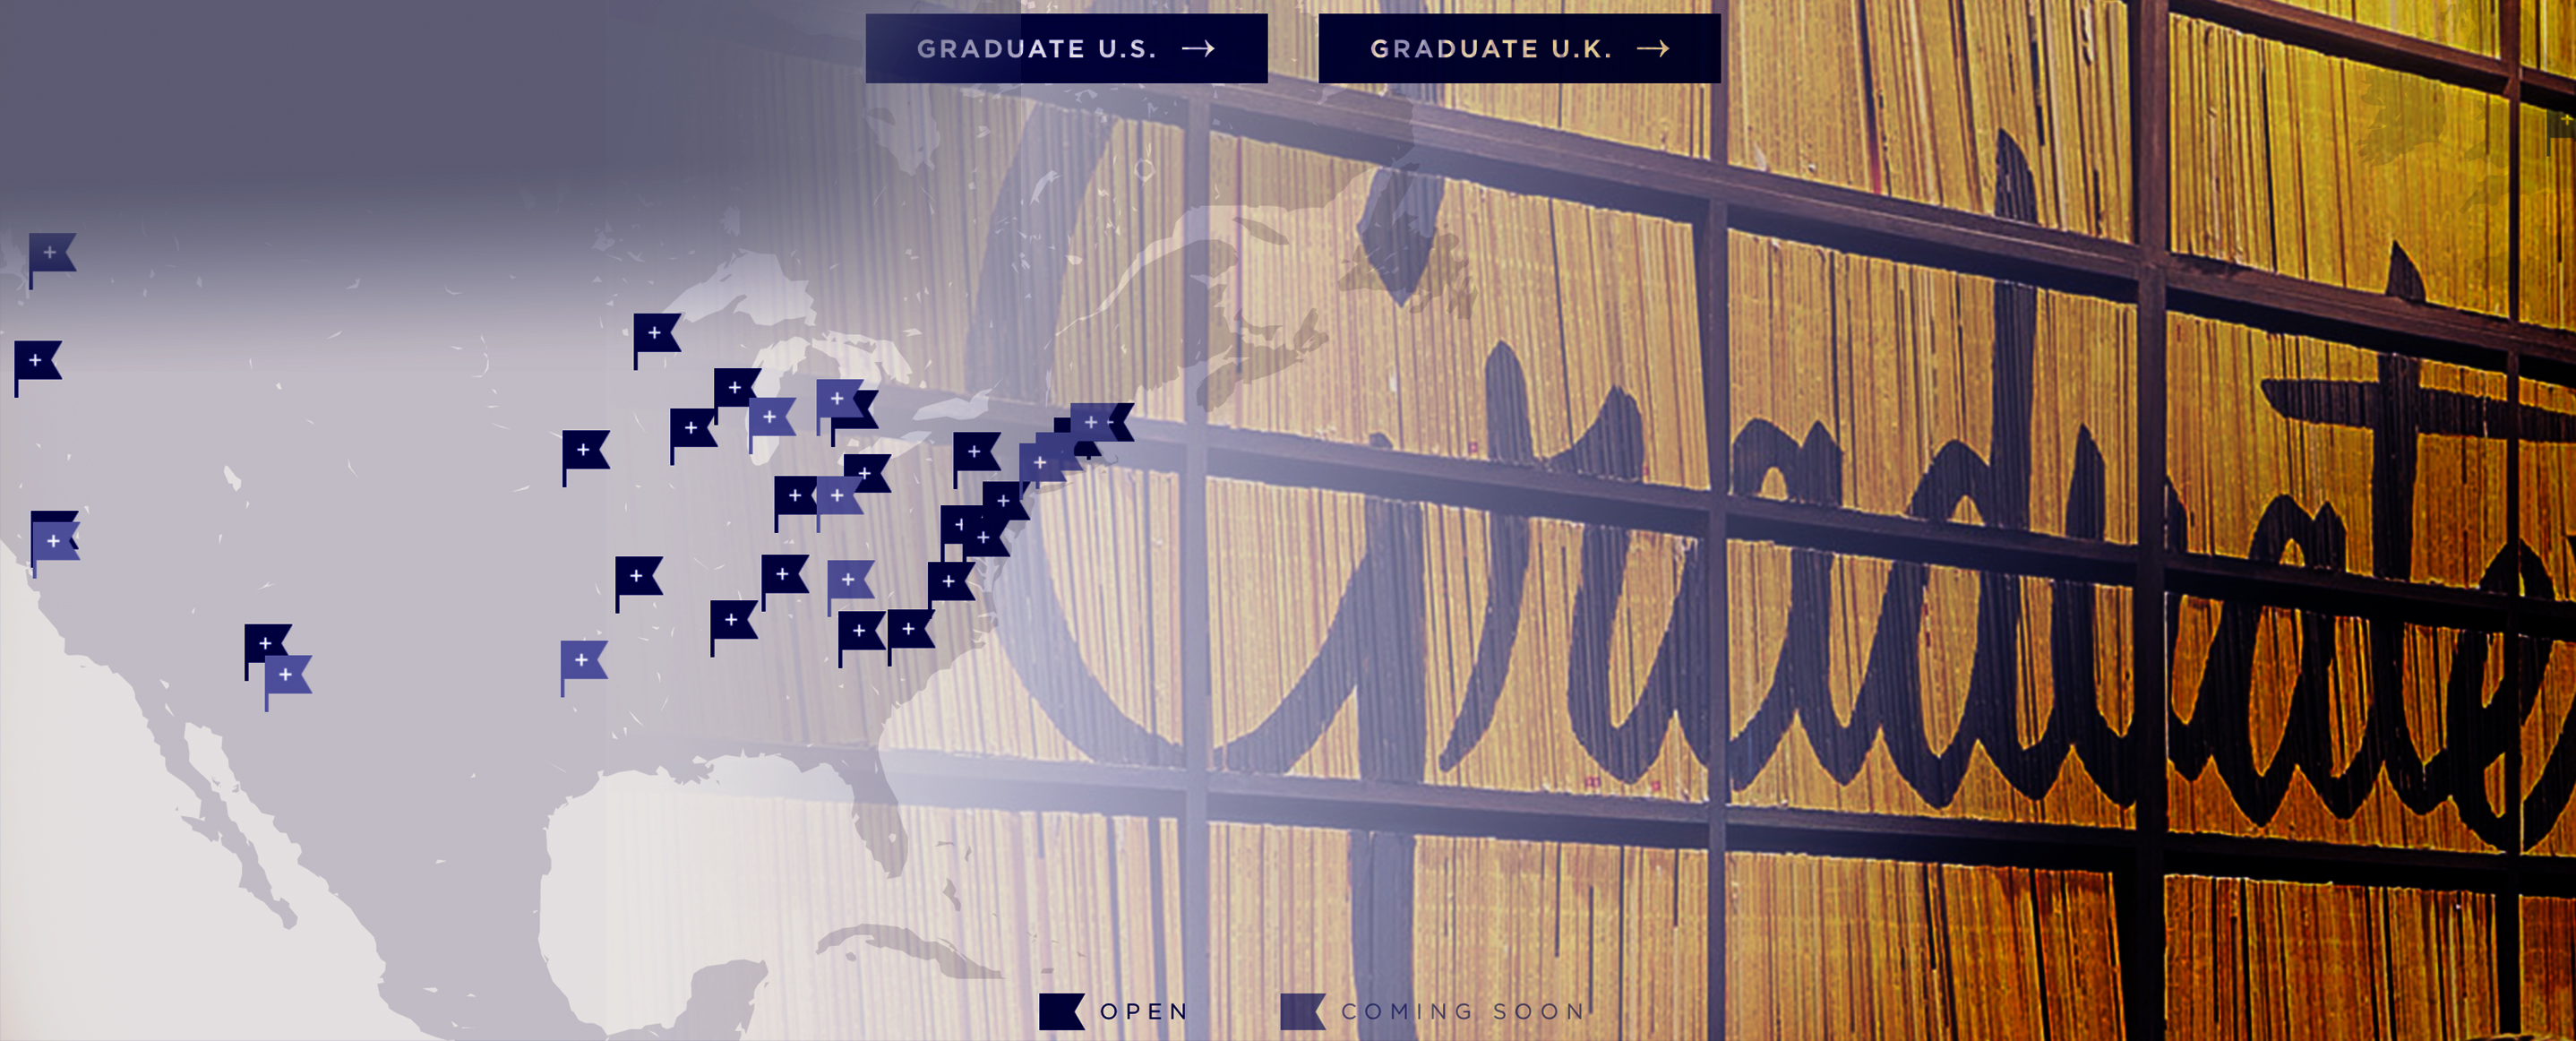 GRADUATE U.S. →
GRADUATE U.K. →
Graduate
OPEN
COMING SOON